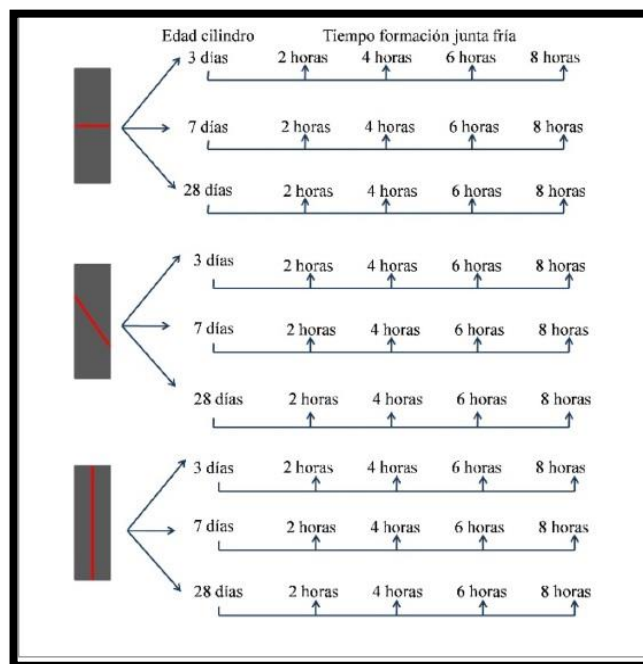 Edad cilindro Tiempo formación junta fría
3 días 2 horas 4 horas 6 horas 8 horas
7 días 2 horas 4 horas 6 horas 8 horas
28 días 2 horas 4 horas 6 horas 8 horas
3 días 2 horas 4 horas 6 horas 8 horas
7 días 2 horas 4 horas 6 horas 8 horas
28 días 2 horas 4 horas 6 horas 8 horas
3 días 2 horas 4 horas 6 horas 8 horas
7 días 2 horas 4 horas 6 horas 8 horas
28 días 2 horas 4 horas 6 horas 8 horas